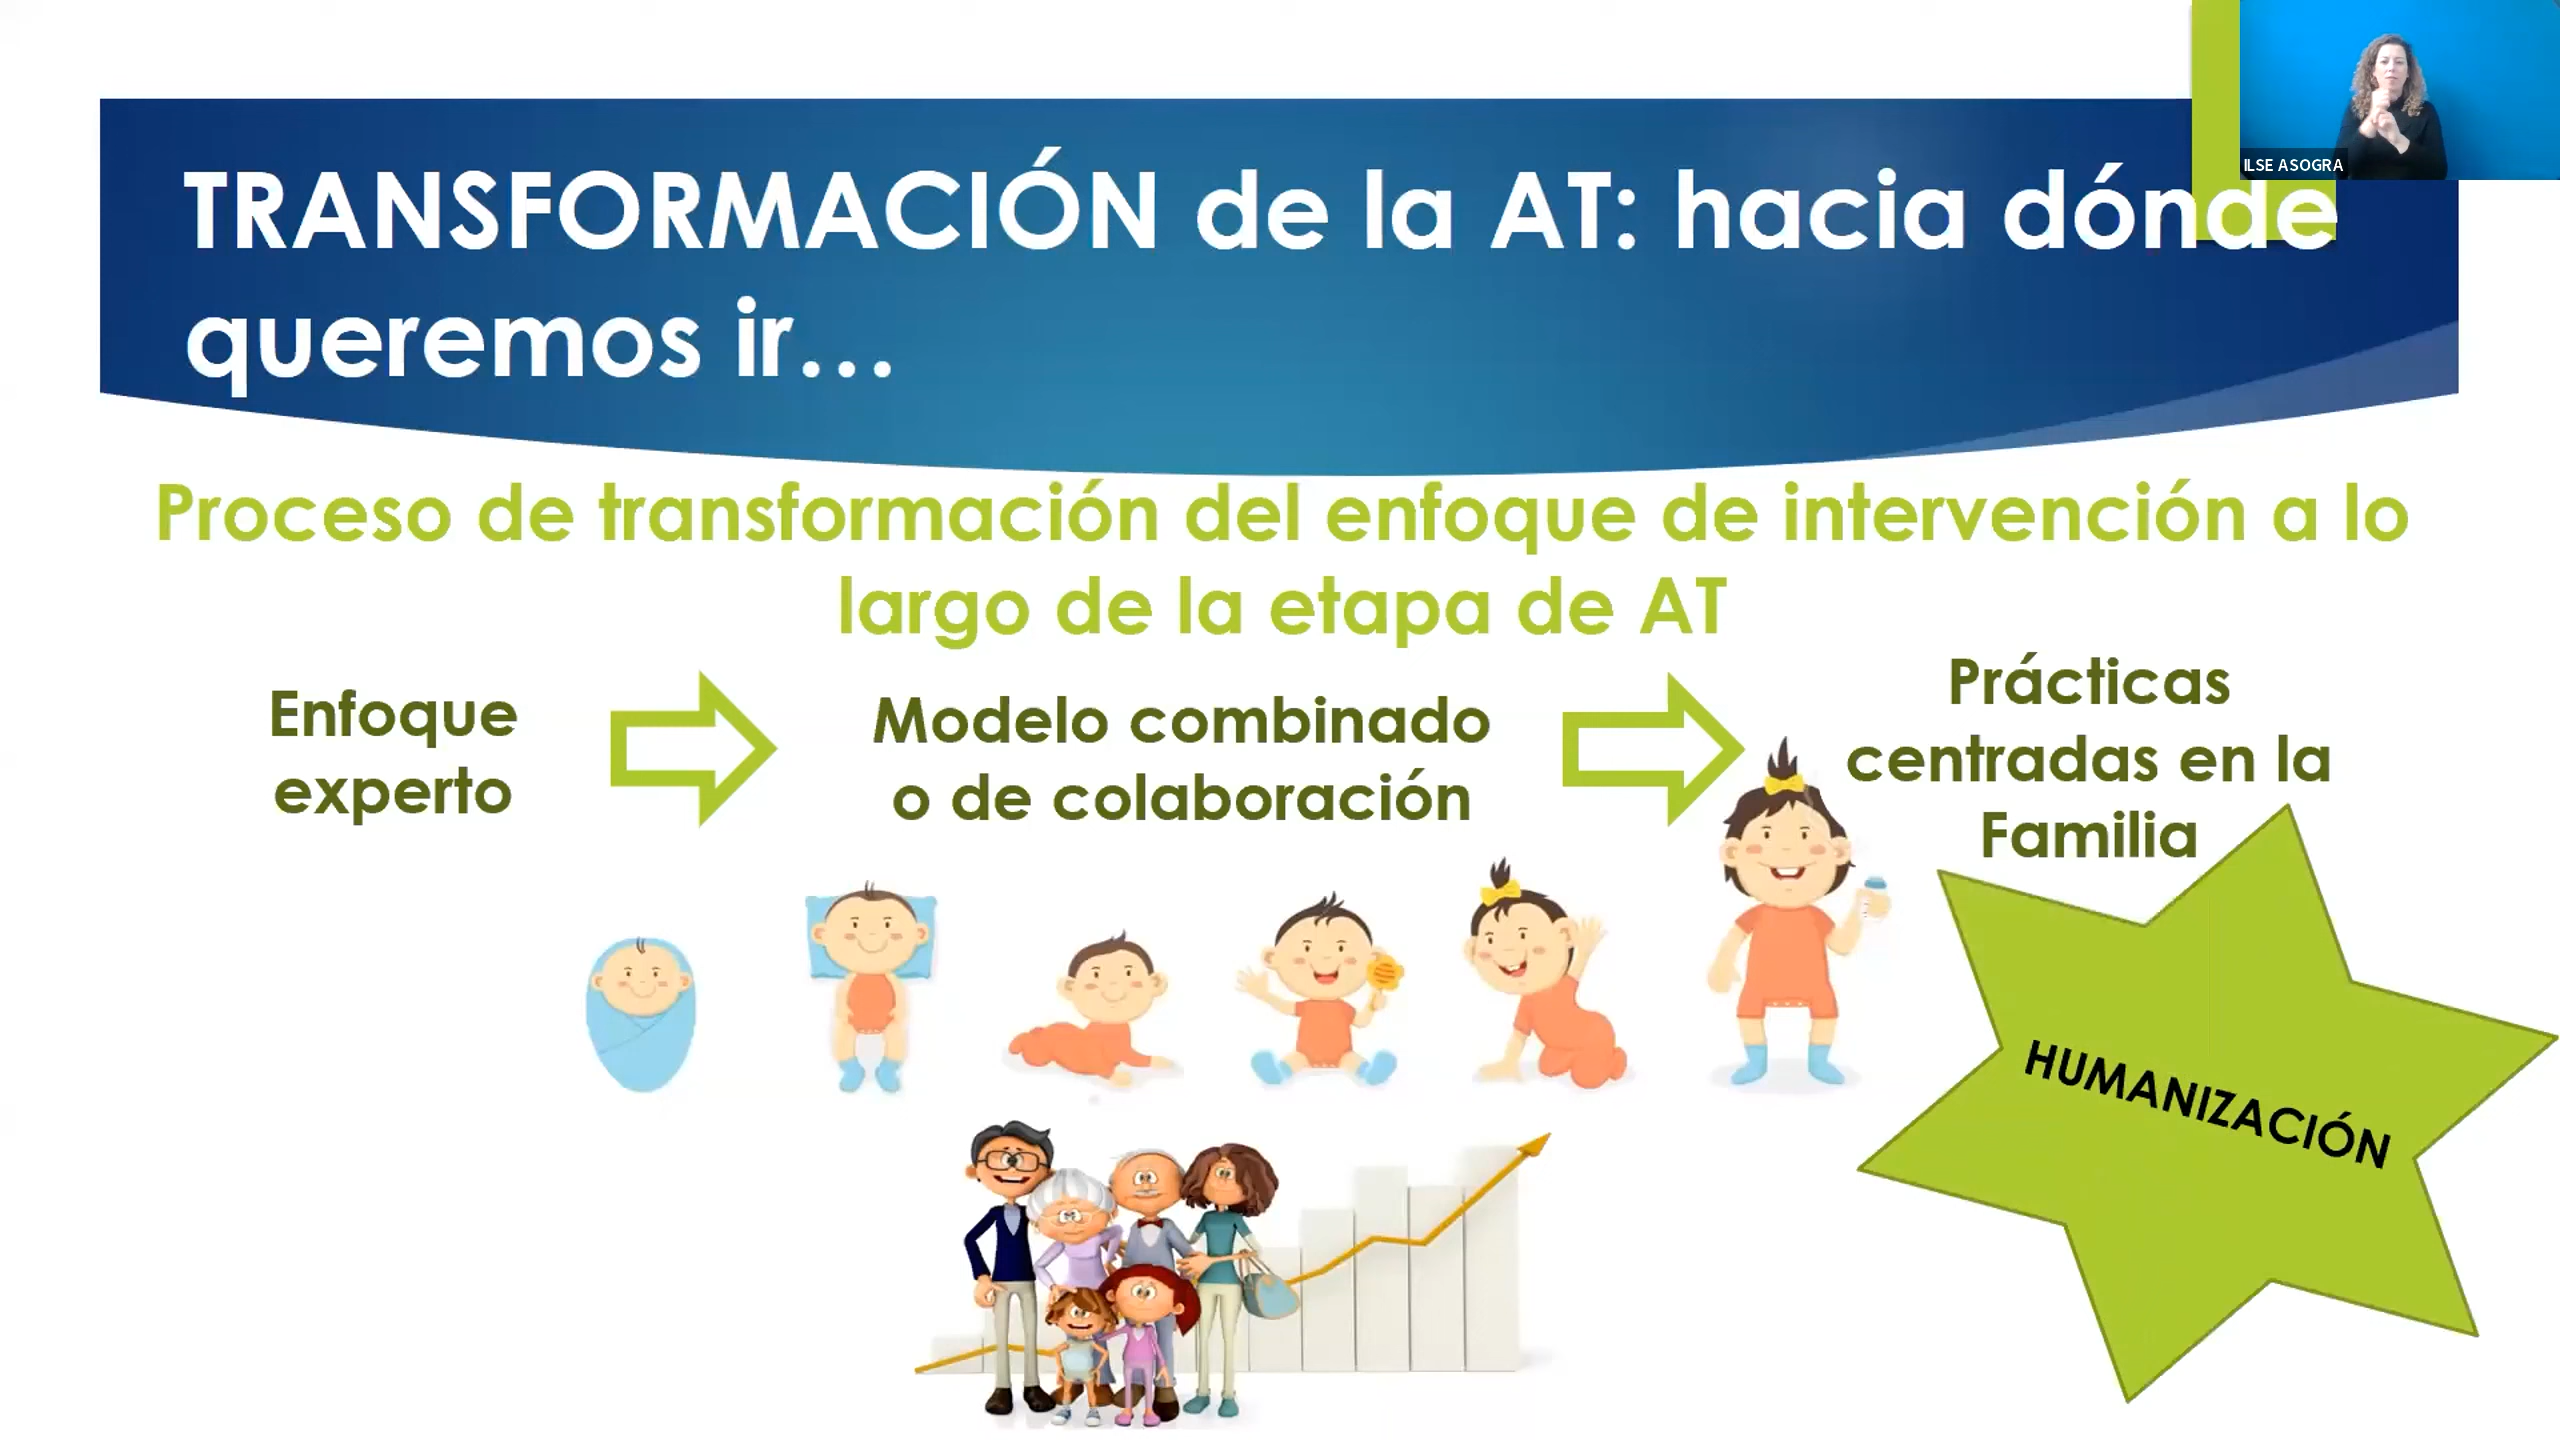 ILSE ASOGRA
TRANSFORMACIÓN de la AT: hacia dónde
queremos ir...
Proceso de transformación del enfoque de intervención a lo
largo de la etapa de AT
Enfoque
experto
Modelo combinado
o de colaboración
Prácticas
centradas en la
Familia
HUMANIZACIÓN